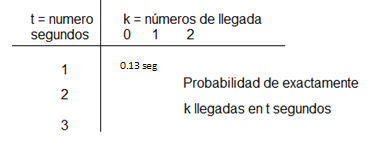 t = numero k = números de llegada
segundos 0 1 2
1 0.13 seg
Probabilidad de exactamente
2
k llegadas en t segundos
3